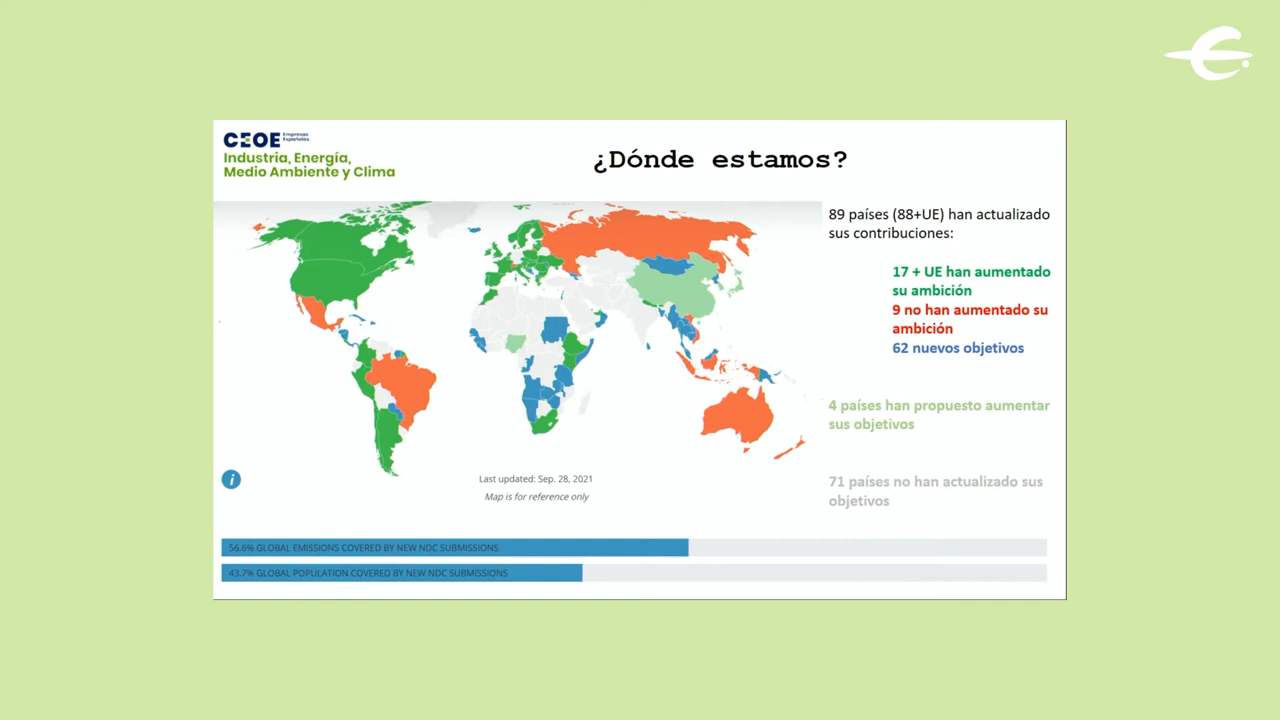 CEOE Empresas
Españolas
Industria, Energía,
Medio Ambiente y Clima
¿Dónde estamos?
89 países (88+UE) han actualizado
sus contribuciones:
17 + UE han aumentado
su ambición
9 no han aumentado su
ambición
62 nuevos objetivos
4 países han propuesto aumentar
sus objetivos
71 países no han actualizado sus
objetivos
i
Last updated: Sep. 28, 2021
Map is for reference only
56.6% GLOBAL EMISSIONS COVERED BY NEW NDC SUBMISSIONS
43.7% GLOBAL POPULATION COVERED BY NEW NDC SUBMISSIONS